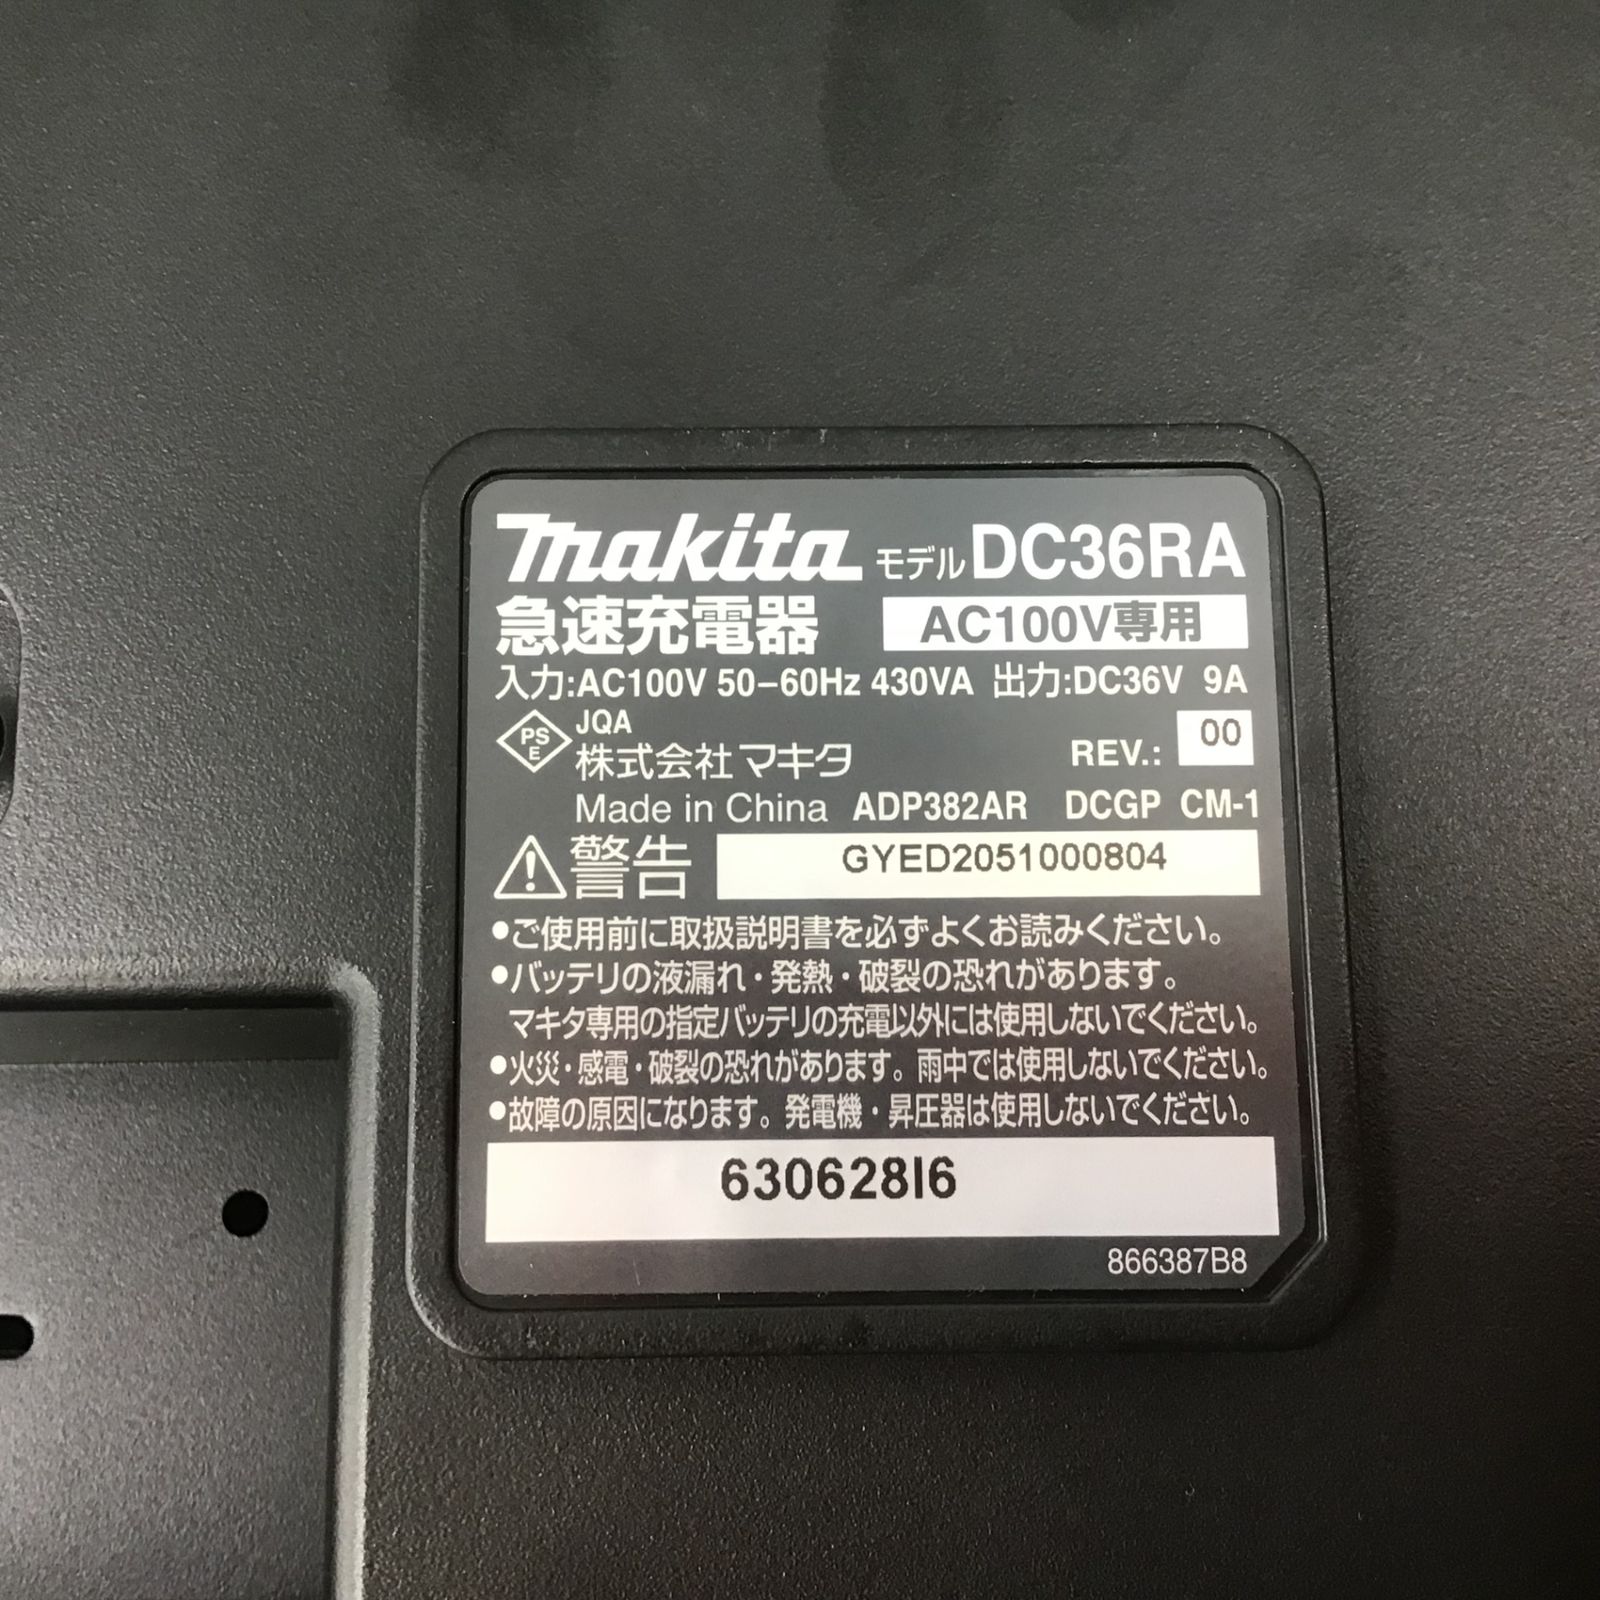 makita モデル DC36RA
急速充電器 AC100V専用
入力:AC100V 50-60Hz 430VA 出力:DC36V 9A
PS E JQA
株式会社マキタ REV.: 00
Made in China ADP382AR DCGP CM-1
警告 GYED2051000804
•ご使用前に取扱説明書を必ずよくお読みください。
•バッテリの液漏れ・発熱・破裂の恐れがあります。
マキタ専用の指定バッテリの充電以外には使用しないでください。
•火災・感電・破裂の恐れがあります。雨中では使用しないでください。
•故障の原因になります。発電機・昇圧器は使用しないでください。
630628I6
866387B8